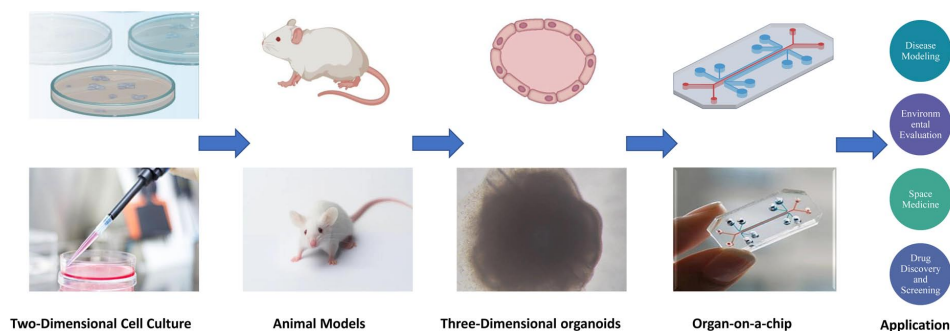 Disease
Modeling
Environm
ental
Evaluation
Space
Medicine
Drug
Discovery
and
Screening
Two-Dimensional Cell Culture
Animal Models
Three-Dimensional organoids
Organ-on-a-chip
Application